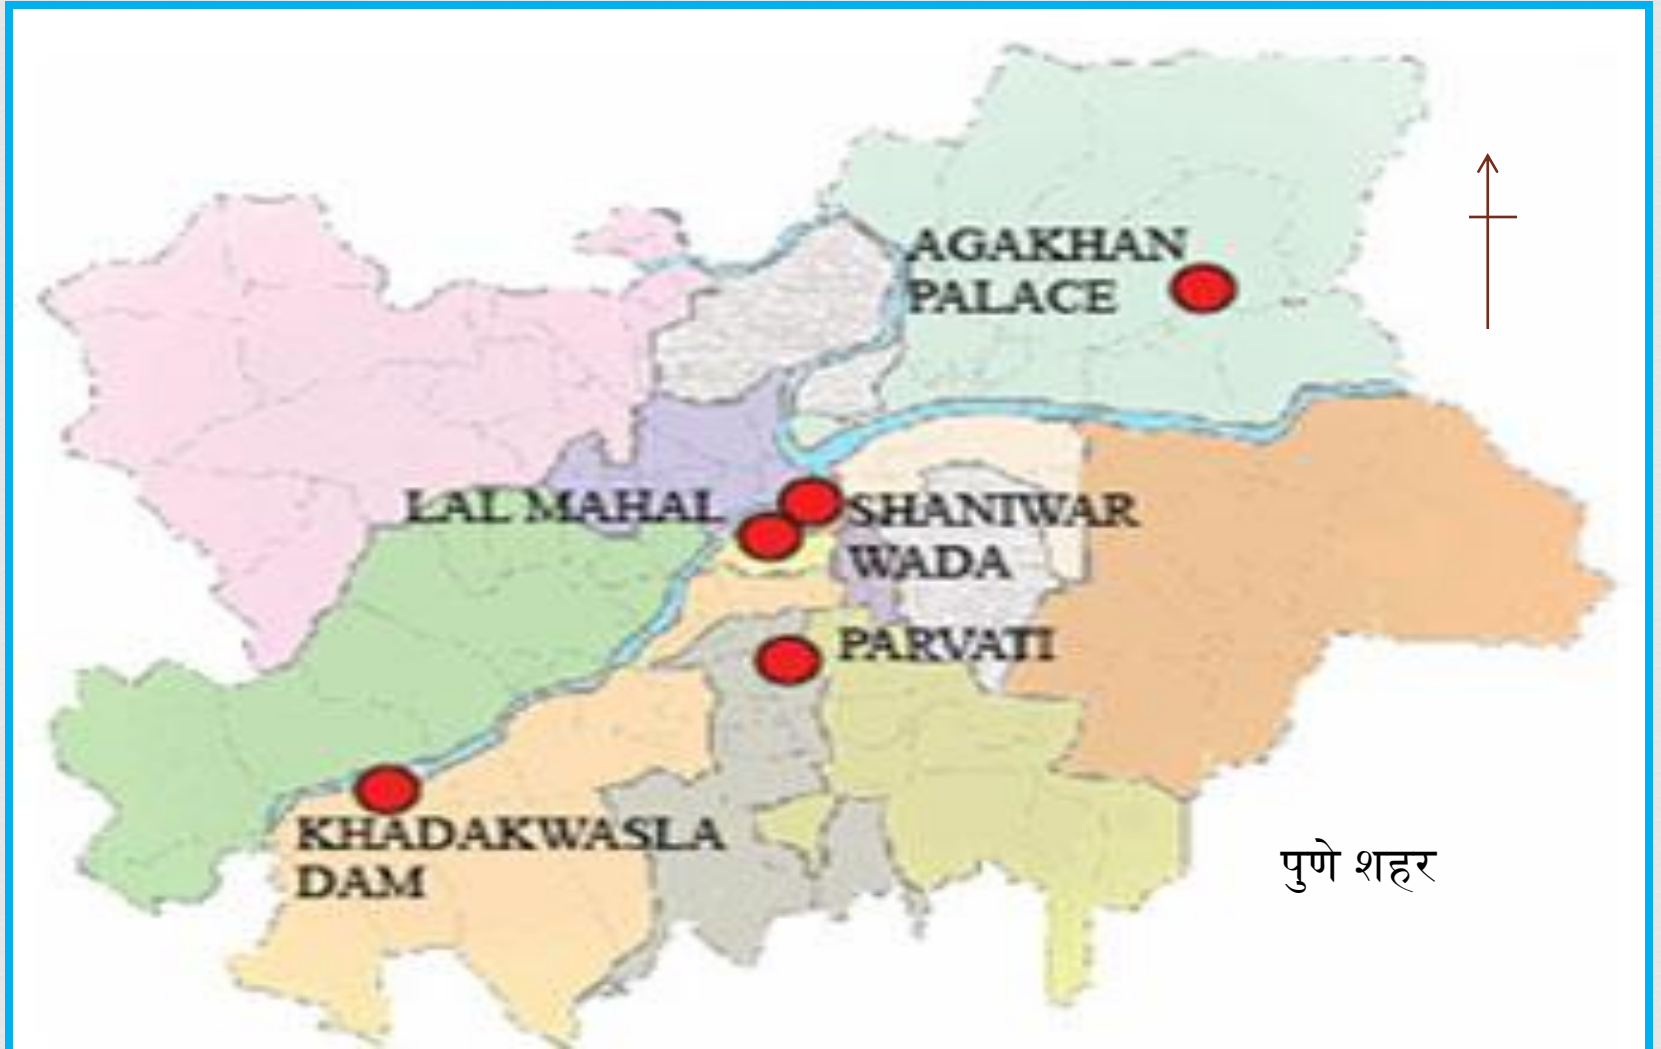 AGAKHAN
PALACE
LAL MAHAL
SHANIWAR
WADA
PARVATI
KHADAKWASLA
DAM
पुणे शहर